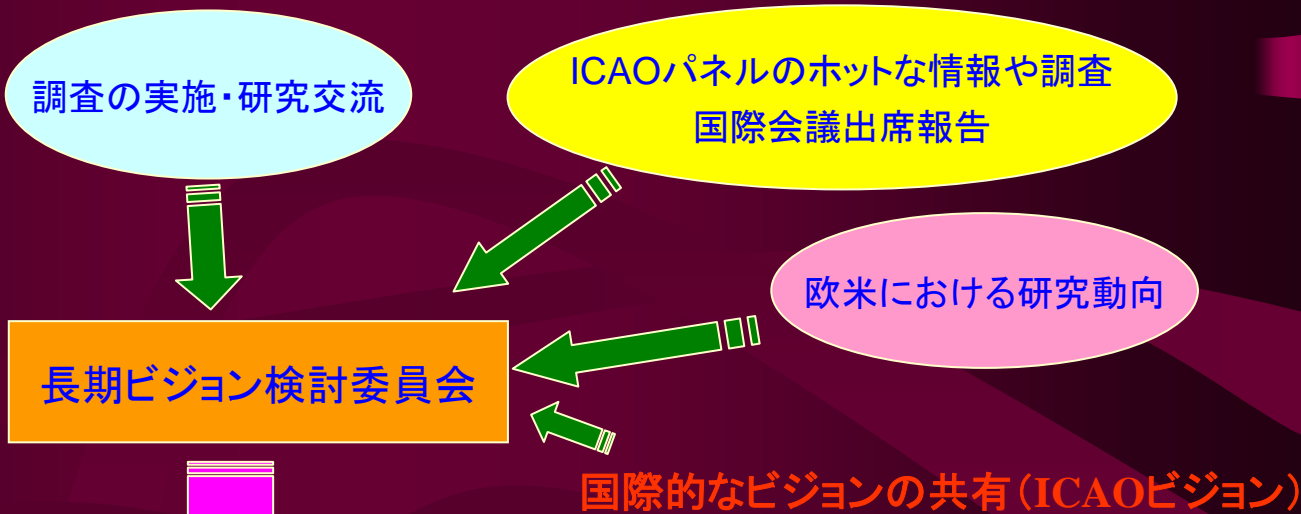 調査の実施・研究交流
ICAOパネルのホットな情報や調査
国際会議出席報告
欧米における研究動向
長期ビジョン検討委員会
国際的なビジョンの共有(ICAOビジョン)